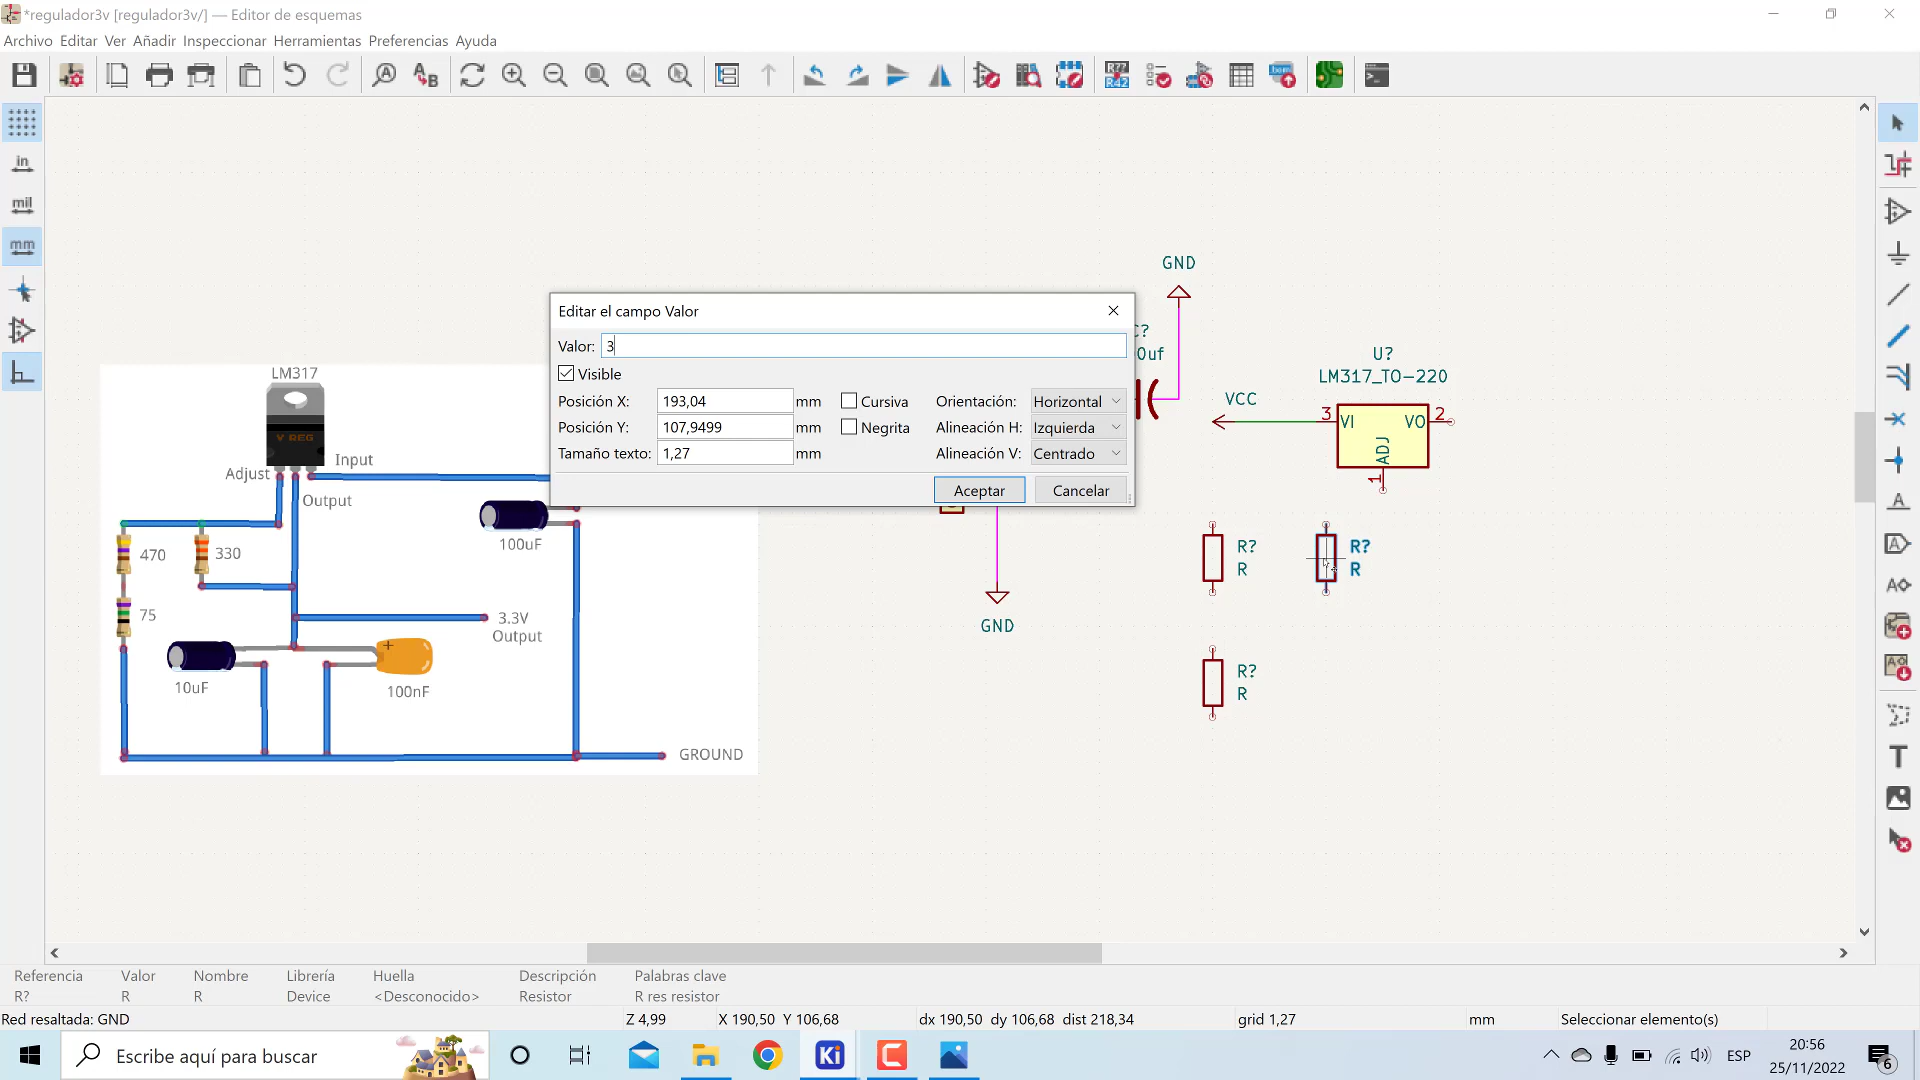 *regulador3v [regulador3v/] — Editor de esquemas
Archivo Editar Ver Añadir Inspeccionar Herramientas Preferencias Ayuda
in
mil
mm
GND
Editar el campo Valor
Valor: 3
Visible
Posición X: 193,04 mm Cursiva Orientación: Horizontal
Posición Y: 107,9499 mm Negrita Alineación H: Izquierda
Tamaño texto: 1,27 mm Alineación V: Centrado
Aceptar Cancelar
C?
0uf
U?
LM317_TO-220
VCC
3 VI VO 2
ADJ
1
R?
R
R?
R
R?
R
GND
LM317
V REG
Adjust
Input
Output
470
330
75
100uF
3.3V
Output
10uF
100nF
GROUND
Referencia Valor Nombre Librería Huella Descripción Palabras clave
R? R R Device <Desconocido> Resistor R res resistor
Red resaltada: GND Z 4,99 X 190,50 Y 106,68 dx 190,50 dy 106,68 dist 218,34 grid 1,27 mm Seleccionar elemento(s)
Escribe aquí para buscar
Ki
ESP
20:56
25/11/2022
6